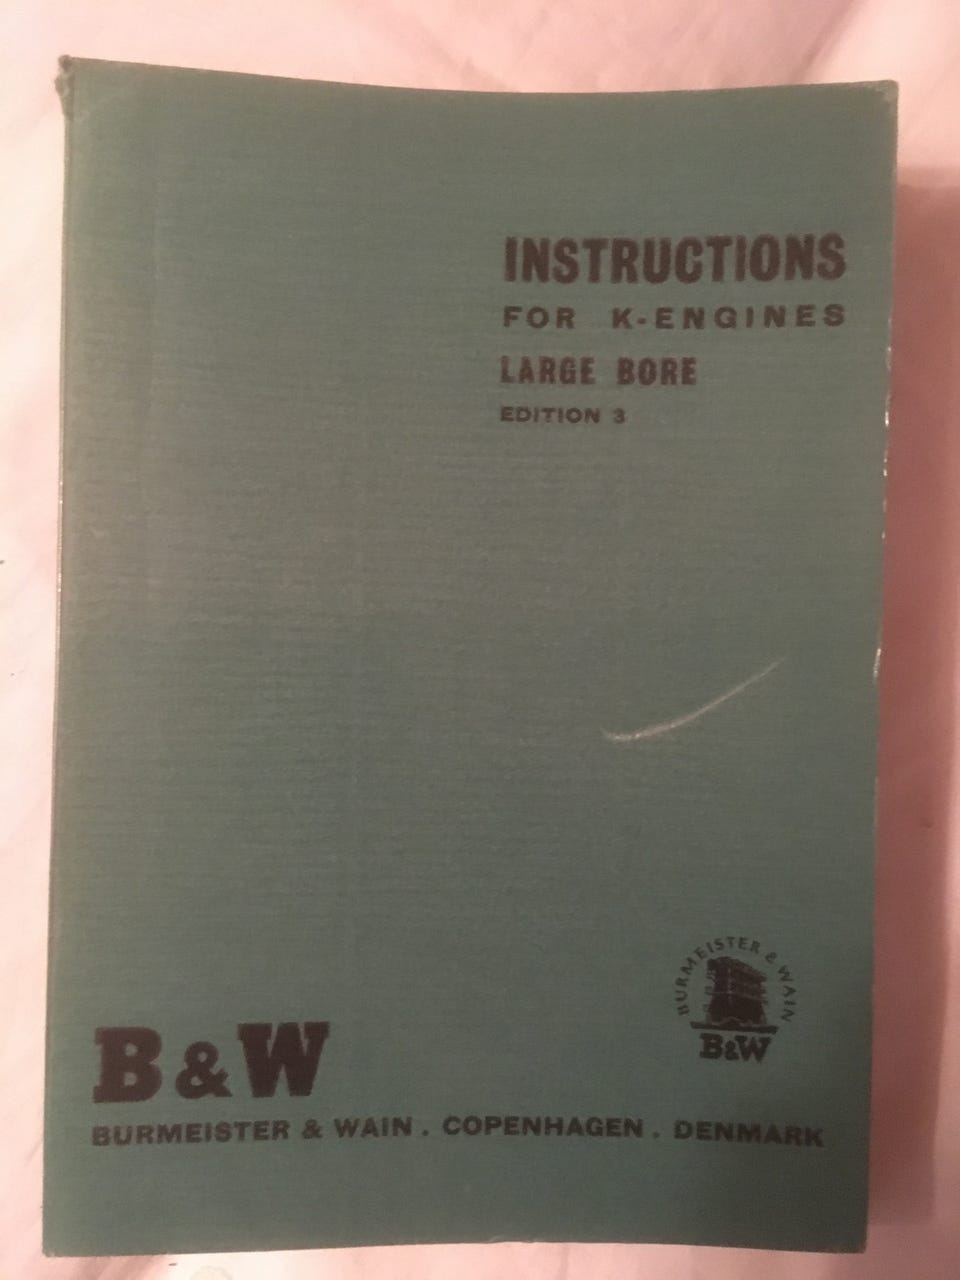 INSTRUCTIONS
FOR K-ENGINES
LARGE BORE
EDITION 3
BURMEISTER & WAIN
B&W
B & W
BURMEISTER & WAIN . COPENHAGEN . DENMARK